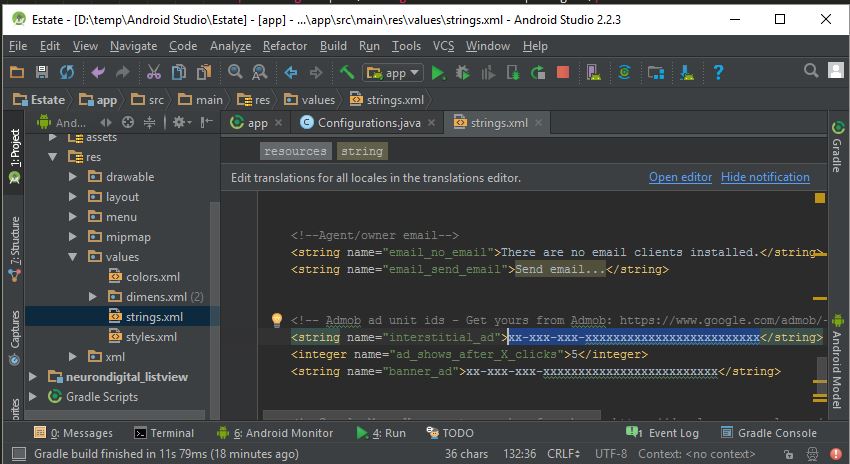 Estate - [D:\temp\Android Studio\Estate] - [app] - ...\app\src\main\res\values\strings.xml - Android Studio 2.2.3
File Edit View Navigate Code Analyze Refactor Build Run Tools VCS Window Help
app
Estate app src main res values strings.xml
1: Project
7: Structure
Captures
And...
assets
res
drawable
layout
menu
mipmap
values
colors.xml
dimens.xml (2)
strings.xml
styles.xml
xml
neurondigital_listview
Gradle Scripts
app Configurations.java strings.xml
resources string
Edit translations for all locales in the translations editor. Open editor Hide notification
<!--Agent/owner email-->
<string name="email_no_email">There are no email clients installed.</string>
<string name="email_send_email">Send email...</string>
<!-- Admob ad unit ids - Get yours from Admob: https://www.google.com/admob/-
<string name="interstitial_ad">xx-xxx-xxx-xxxxxxxxxxxxxxxxxxxxxxxxxx</string>
<integer name="ad_shows_after_X_clicks">5</integer>
<string name="banner_ad">xx-xxx-xxx-xxxxxxxxxxxxxxxxxxxxxxxxxx</string>
Gradle
Android Model
0: Messages Terminal 6: Android Monitor 4: Run TODO Event Log Gradle Console
Gradle build finished in 11s 79ms (18 minutes ago) 36 chars 132:36 CRLF UTF-8 Context: <no context>